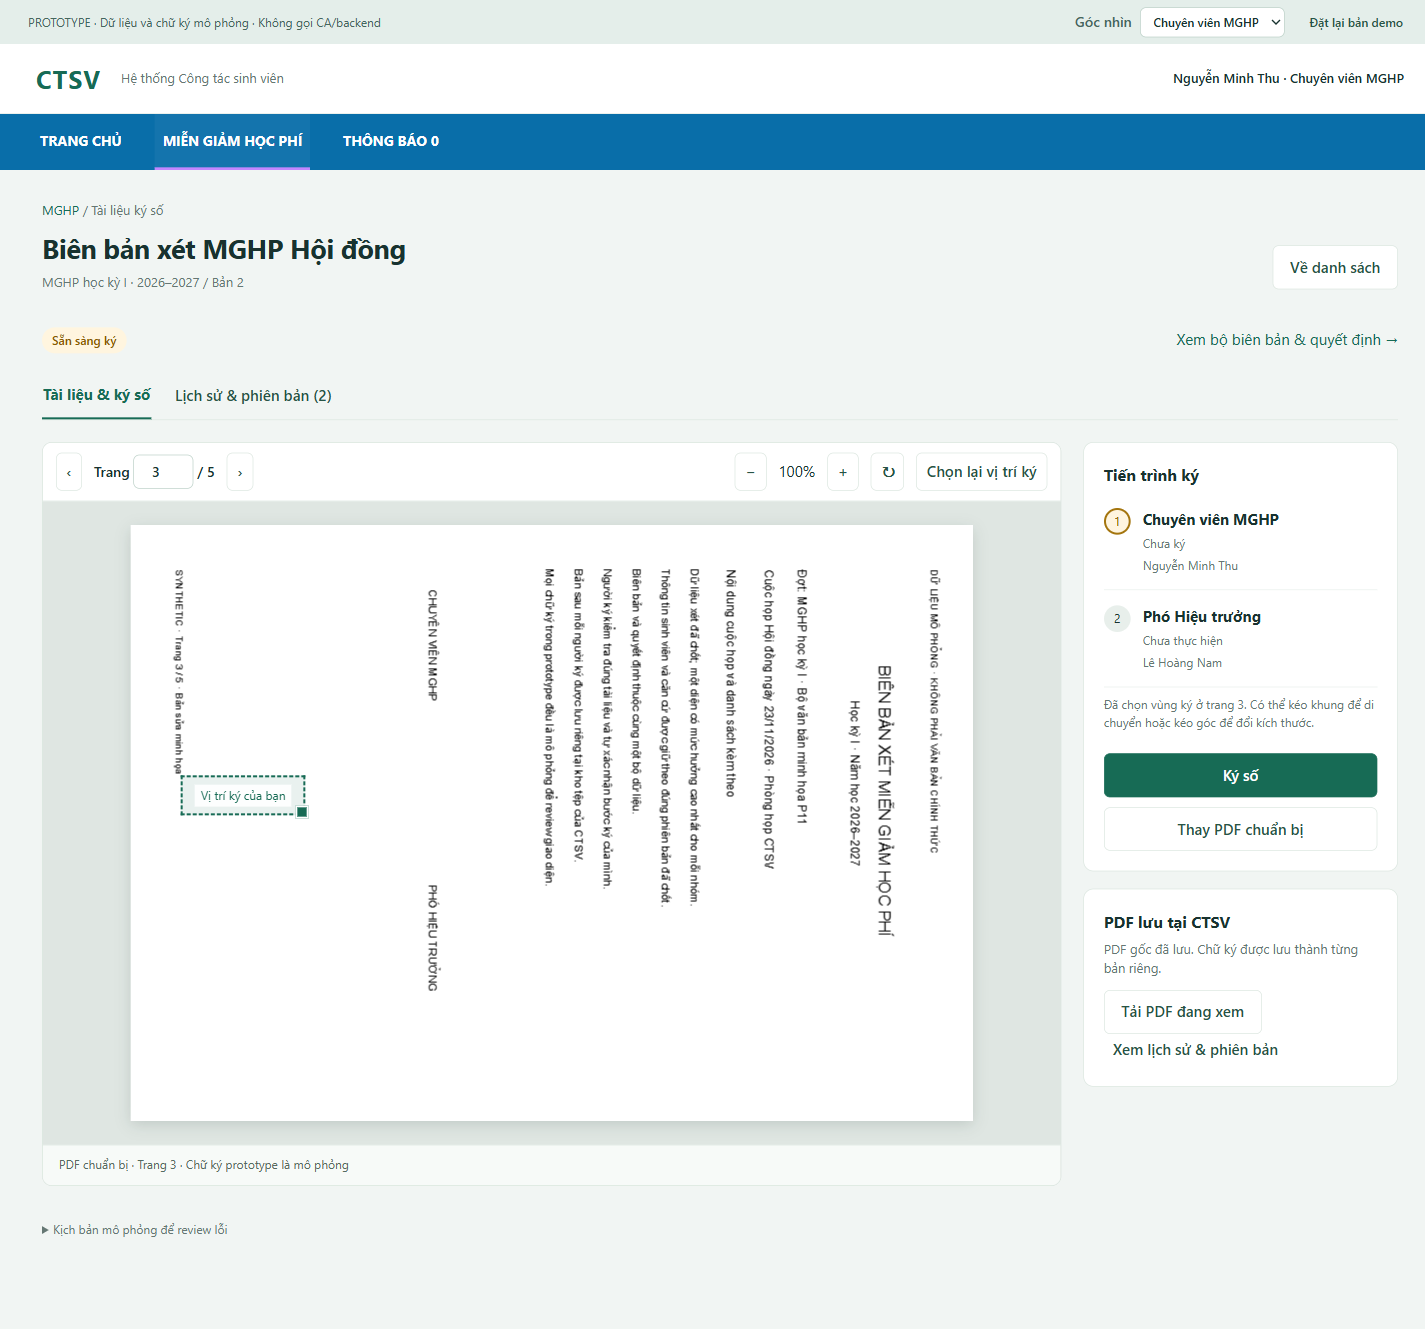 PROTOTYPE · Dữ liệu và chữ ký mô phỏng · Không gọi CA/backend
Góc nhìn
Chuyên viên MGHP
Đặt lại bản demo
CTSV
Hệ thống Công tác sinh viên
Nguyễn Minh Thu · Chuyên viên MGHP
TRANG CHỦ
MIỄN GIẢM HỌC PHÍ
THÔNG BÁO 0
MGHP / Tài liệu ký số
Biên bản xét MGHP Hội đồng
MGHP học kỳ I · 2026–2027 / Bản 2
Về danh sách
Sẵn sàng ký
Xem bộ biên bản & quyết định →
Tài liệu & ký số
Lịch sử & phiên bản (2)
‹
Trang
3
/ 5
›
−
100%
+
↻
Chọn lại vị trí ký
DỮ LIỆU MÔ PHỎNG · KHÔNG PHẢI VĂN BẢN CHÍNH THỨC
BIÊN BẢN XÉT MIỄN GIẢM HỌC PHÍ
Học kỳ I · Năm học 2026–2027
Đợt: MGHP học kỳ I · Bộ văn bản minh họa P11
Cuộc họp Hội đồng ngày 23/11/2026 · Phòng họp CTSV
Nội dung cuộc họp và danh sách kèm theo
Dữ liệu xét đã chốt; một diện có mức hưởng cao nhất cho mỗi nhóm.
Thông tin sinh viên và căn cứ được giữ theo đúng phiên bản đã chốt.
Biên bản và quyết định thuộc cùng một bộ dữ liệu.
Người ký kiểm tra đúng tài liệu và tự xác nhận bước ký của mình.
Bản sau mỗi người ký được lưu riêng tại kho tệp của CTSV.
Mọi chữ ký trong prototype đều là mô phỏng để review giao diện.
CHUYÊN VIÊN MGHP
PHÓ HIỆU TRƯỞNG
SYNTHETIC · Trang 3/5 · Bản sửa minh họa
Vị trí ký của bạn
PDF chuẩn bị · Trang 3 · Chữ ký prototype là mô phỏng
Tiến trình ký
1
Chuyên viên MGHP
Chưa ký
Nguyễn Minh Thu
2
Phó Hiệu trưởng
Chưa thực hiện
Lê Hoàng Nam
Đã chọn vùng ký ở trang 3. Có thể kéo khung để di
chuyển hoặc kéo góc để đổi kích thước.
Ký số
Thay PDF chuẩn bị
PDF lưu tại CTSV
PDF gốc đã lưu. Chữ ký được lưu thành từng
bản riêng.
Tải PDF đang xem
Xem lịch sử & phiên bản
Kịch bản mô phỏng để review lỗi